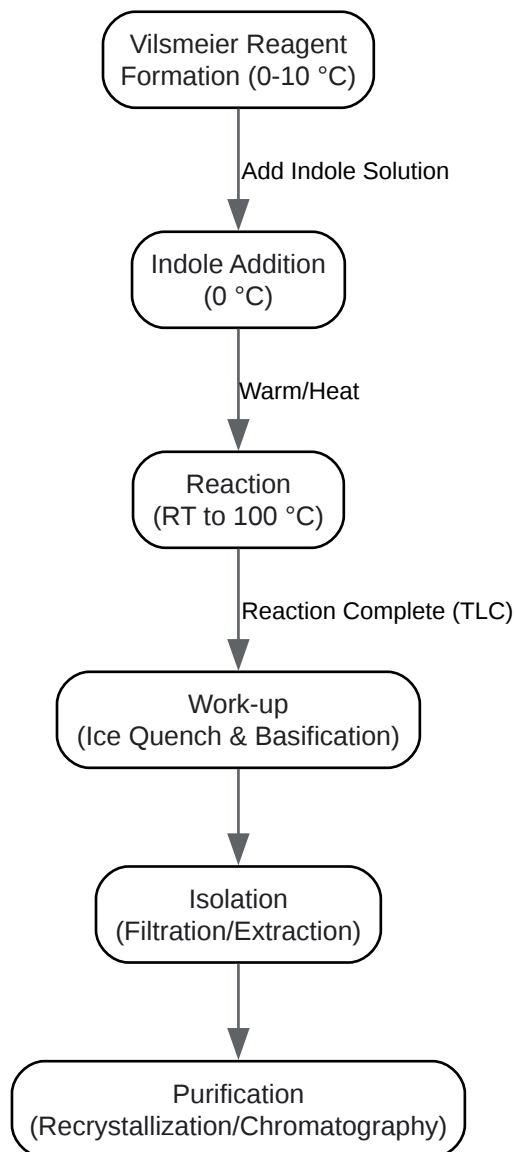 Vilsmeier Reagent
Formation (0-10 °C)
Add Indole Solution
Indole Addition
(0 °C)
Warm/Heat
Reaction
(RT to 100 °C)
Reaction Complete (TLC)
Work-up
(Ice Quench & Basification)
Isolation
(Filtration/Extraction)
Purification
(Recrystallization/Chromatography)